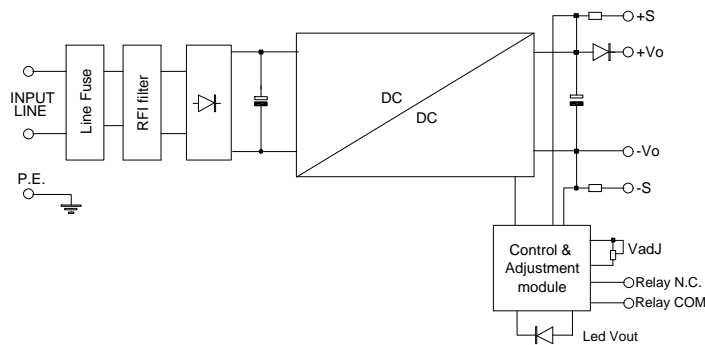 +S
+Vo
INPUT
LINE
Line Fuse
RFI filter
DC
DC
-Vo
P.E.
-S
Control &
Adjustment
module
VadJ
Relay N.C.
Relay COM
Led Vout